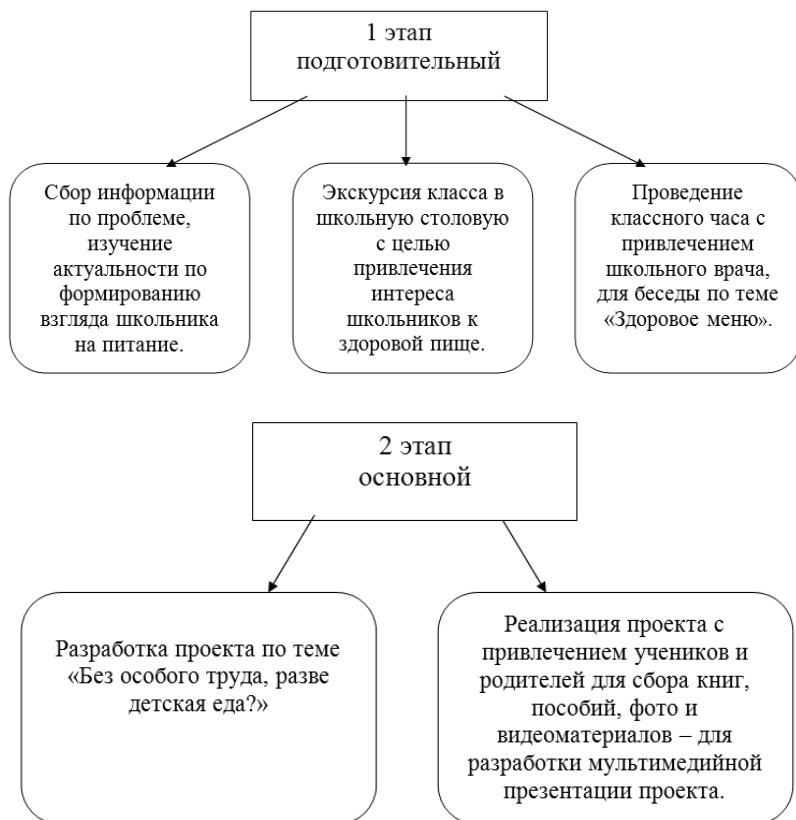 1 этап
подготовительный
Сбор информации
по проблеме,
изучение
актуальности по
формированию
взгляда школьника
на питание.
Экскурсия класса в
школьную столовую
с целью
привлечения
интереса
школьников к
здоровой пище.
Проведение
классного часа с
привлечением
школьного врача,
для беседы по теме
«Здоровое меню».
2 этап
основной
Разработка проекта по теме
«Без особого труда, разве
детская еда?»
Реализация проекта с
привлечением учеников и
родителей для сбора книг,
пособий, фото и
видеоматериалов – для
разработки мультимедийной
презентации проекта.